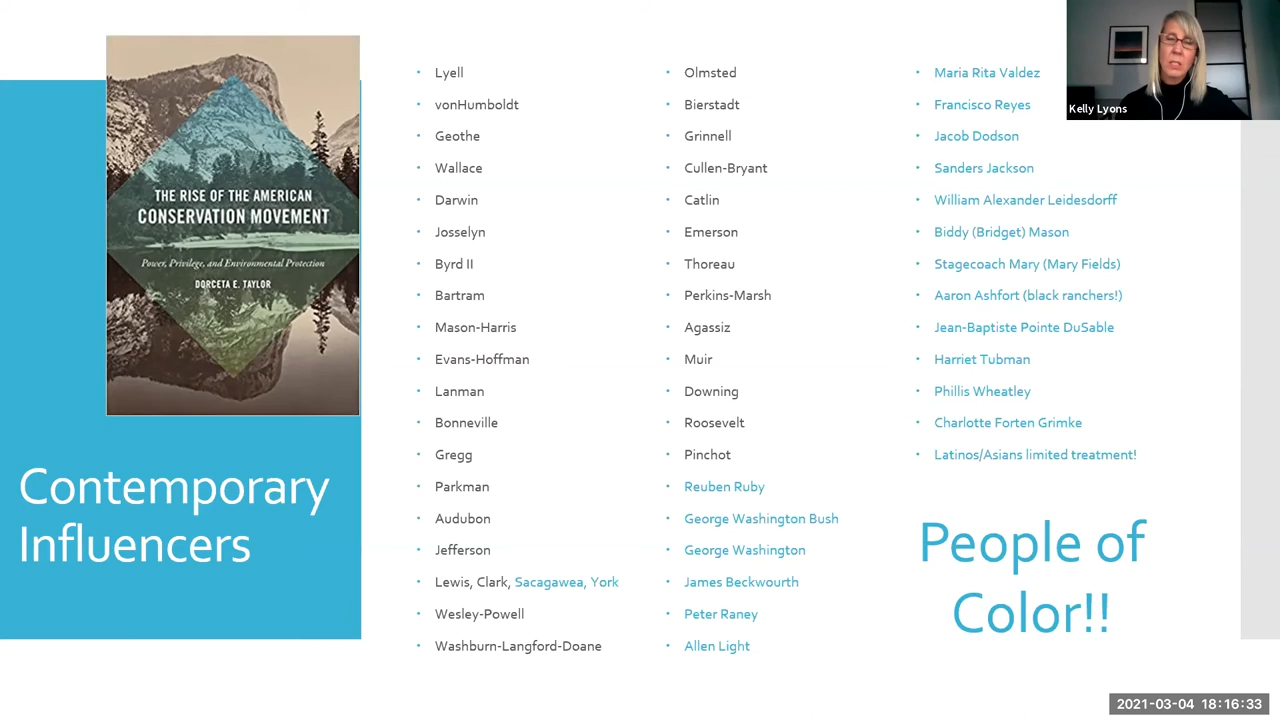 THE RISE OF THE AMERICAN
CONSERVATION MOVEMENT
Power, Privilege, and Environmental Protection
DORCETA E. TAYLOR
Contemporary
Influencers
Lyell
vonHumboldt
Geothe
Wallace
Darwin
Josselyn
Byrd II
Bartram
Mason-Harris
Evans-Hoffman
Lanman
Bonneville
Gregg
Parkman
Audubon
Jefferson
Lewis, Clark, Sacagawea, York
Wesley-Powell
Washburn-Langford-Doane
Olmsted
Bierstadt
Grinnell
Cullen-Bryant
Catlin
Emerson
Thoreau
Perkins-Marsh
Agassiz
Muir
Downing
Roosevelt
Pinchot
Reuben Ruby
George Washington Bush
George Washington
James Beckwourth
Peter Raney
Allen Light
Maria Rita Valdez
Francisco Reyes
Jacob Dodson
Sanders Jackson
William Alexander Leidesdorff
Biddy (Bridget) Mason
Stagecoach Mary (Mary Fields)
Aaron Ashfort (black ranchers!)
Jean-Baptiste Pointe DuSable
Harriet Tubman
Phillis Wheatley
Charlotte Forten Grimke
Latinos/Asians limited treatment!
People of
Color!!
Kelly Lyons
2021-03-04 18:16:33